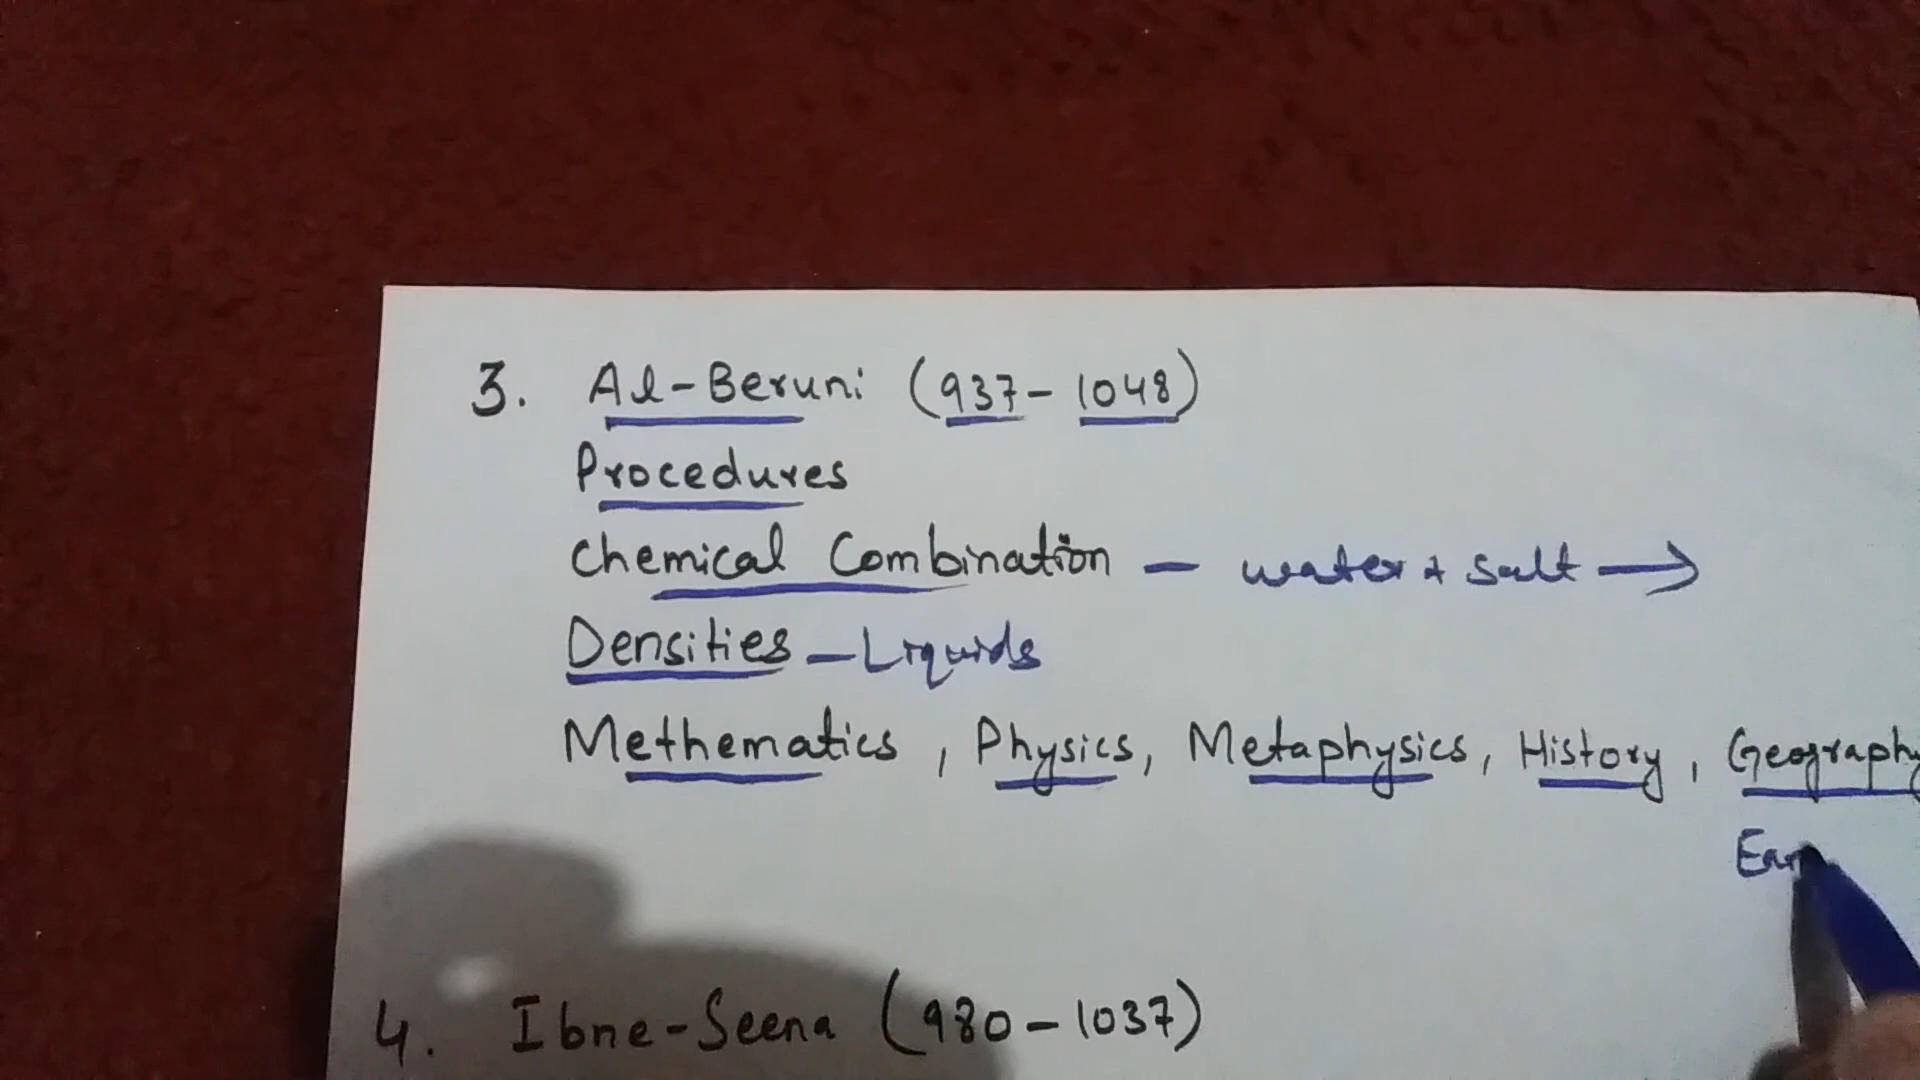 3. Al-Beruni (937-1048)
Procedures
Chemical Combination - water + salt →
Densities - Liquids
Methematics, Physics, Metaphysics, History, Geography
4. Ibne-Seena (980-1037)